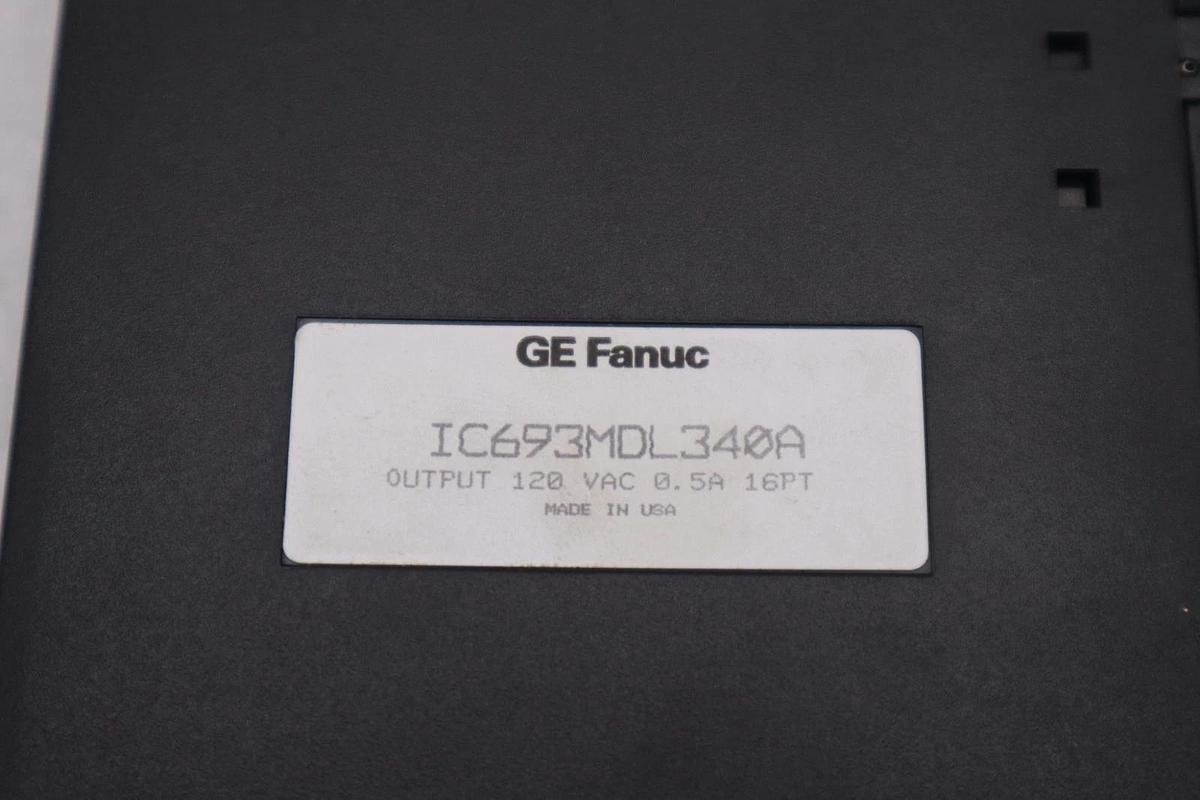 GE Fanuc
IC693MDL340A
OUTPUT 120 VAC 0.5A 16PT
MADE IN USA